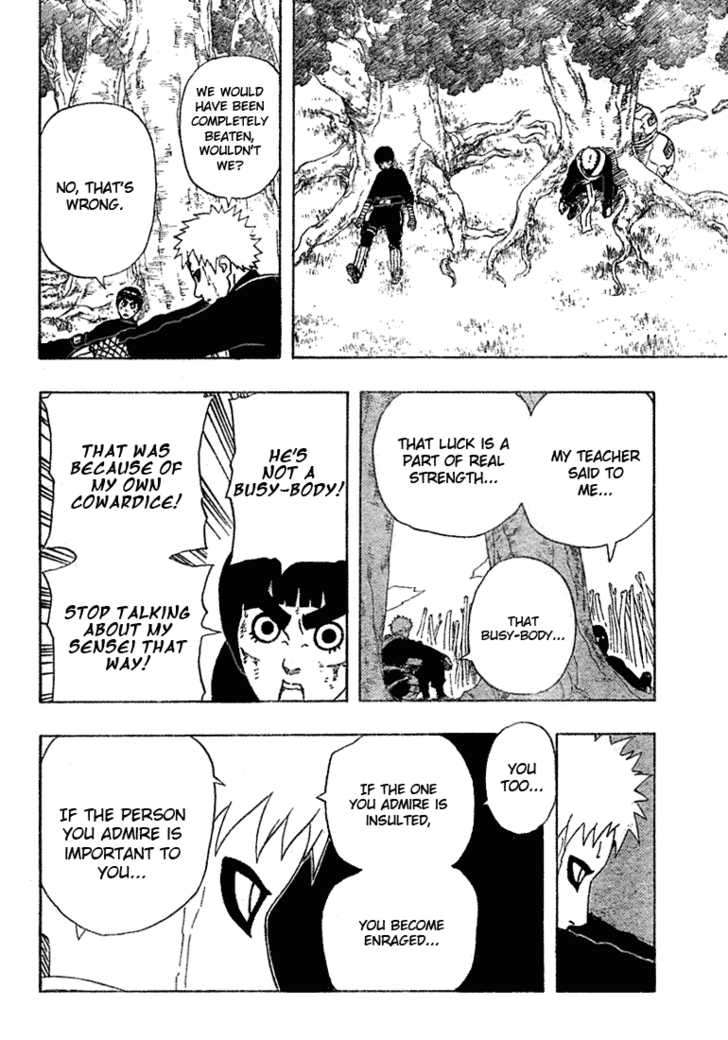 WE WOULD
HAVE BEEN
COMPLETELY
BEATEN,
WOULDN'T
WE?
NO, THAT'S
WRONG.
MY TEACHER
SAID TO
ME...
THAT LUCK IS A
PART OF REAL
STRENGTH...
THAT
BUSY-BODY...
HE'S
NOT A
BUSY-BODY!
THAT WAS
BECAUSE OF
MY OWN
COWARDICE!
STOP TALKING
ABOUT MY
SENSEI THAT
WAY!
YOU
TOO...
IF THE ONE
YOU ADMIRE IS
INSULTED,
YOU BECOME
ENRAGED...
IF THE PERSON
YOU ADMIRE IS
IMPORTANT TO
YOU...